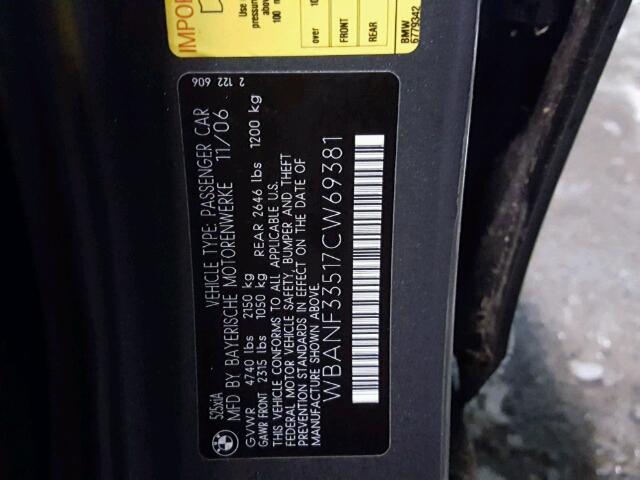 IMPOR
Use
pressur
above
100 m
over 10
FRONT
REAR
BMW
6779342
2 122 606
525xiA VEHICLE TYPE: PASSENGER CAR
MFD BY BAYERISCHE MOTORENWERKE 11/06
GVWR 4740 lbs 2150 kg
GAWR FRONT 2315 lbs 1050 kg REAR 2646 lbs 1200 kg
THIS VEHICLE CONFORMS TO ALL APPLICABLE U.S.
FEDERAL MOTOR VEHICLE SAFETY, BUMPER AND THEFT
PREVENTION STANDARDS IN EFFECT ON THE DATE OF
MANUFACTURE SHOWN ABOVE.
WBANF33517CW69381